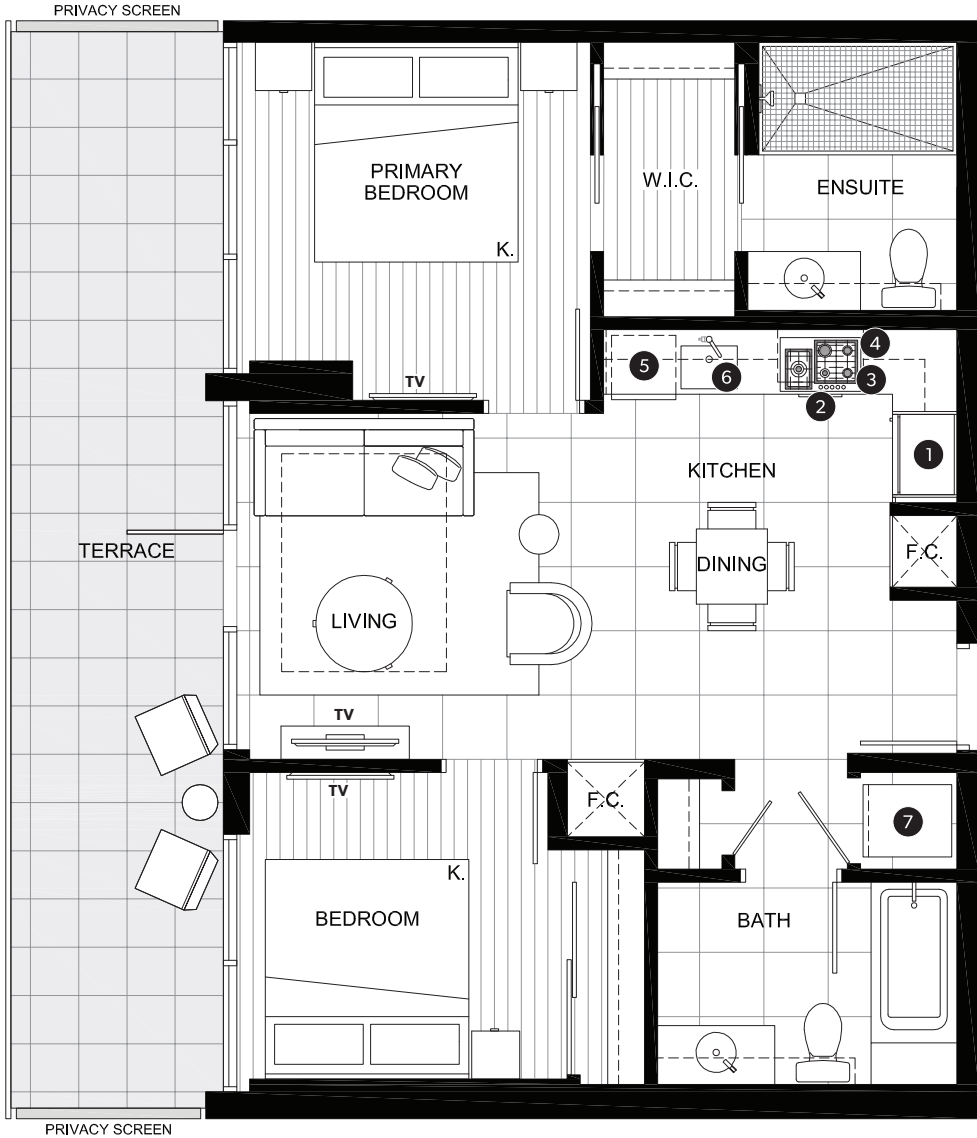 PRIVACY SCREEN
PRIMARY
BEDROOM
K.
W.I.C.
ENSUITE
TV
5
6
4
3
2
1
KITCHEN
DINING
F.C.
TERRACE
LIVING
TV
TV
F.C.
7
K.
BEDROOM
BATH
PRIVACY SCREEN